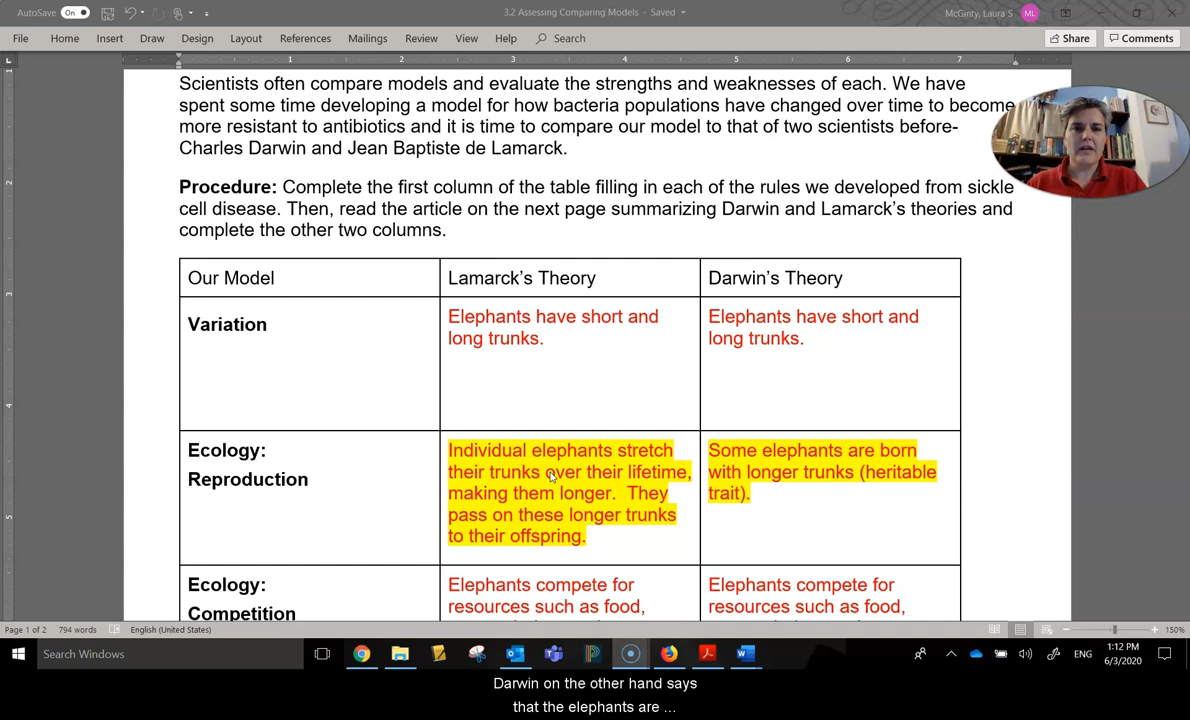 AutoSave On 3.2 Assessing Comparing Models - Saved McGinty, Laura S ML
File Home Insert Draw Design Layout References Mailings Review View Help Search Share Comments
1 2 3 4 5 6 7
Scientists often compare models and evaluate the strengths and weaknesses of each. We have
spent some time developing a model for how bacteria populations have changed over time to become
more resistant to antibiotics and it is time to compare our model to that of two scientists before-
Charles Darwin and Jean Baptiste de Lamarck.
Procedure: Complete the first column of the table filling in each of the rules we developed from sickle
cell disease. Then, read the article on the next page summarizing Darwin and Lamarck's theories and
complete the other two columns.
Our Model
Lamarck's Theory
Darwin's Theory
Variation
Elephants have short and
long trunks.
Elephants have short and
long trunks.
Ecology:
Reproduction
Individual elephants stretch
their trunks over their lifetime,
making them longer. They
pass on these longer trunks
to their offspring.
Some elephants are born
with longer trunks (heritable
trait).
Ecology:
Competition
Elephants compete for
resources such as food,
Elephants compete for
resources such as food,
Page 1 of 2 794 words English (United States) 150%
Search Windows ENG 1:12 PM
6/3/2020
Darwin on the other hand says
that the elephants are ...